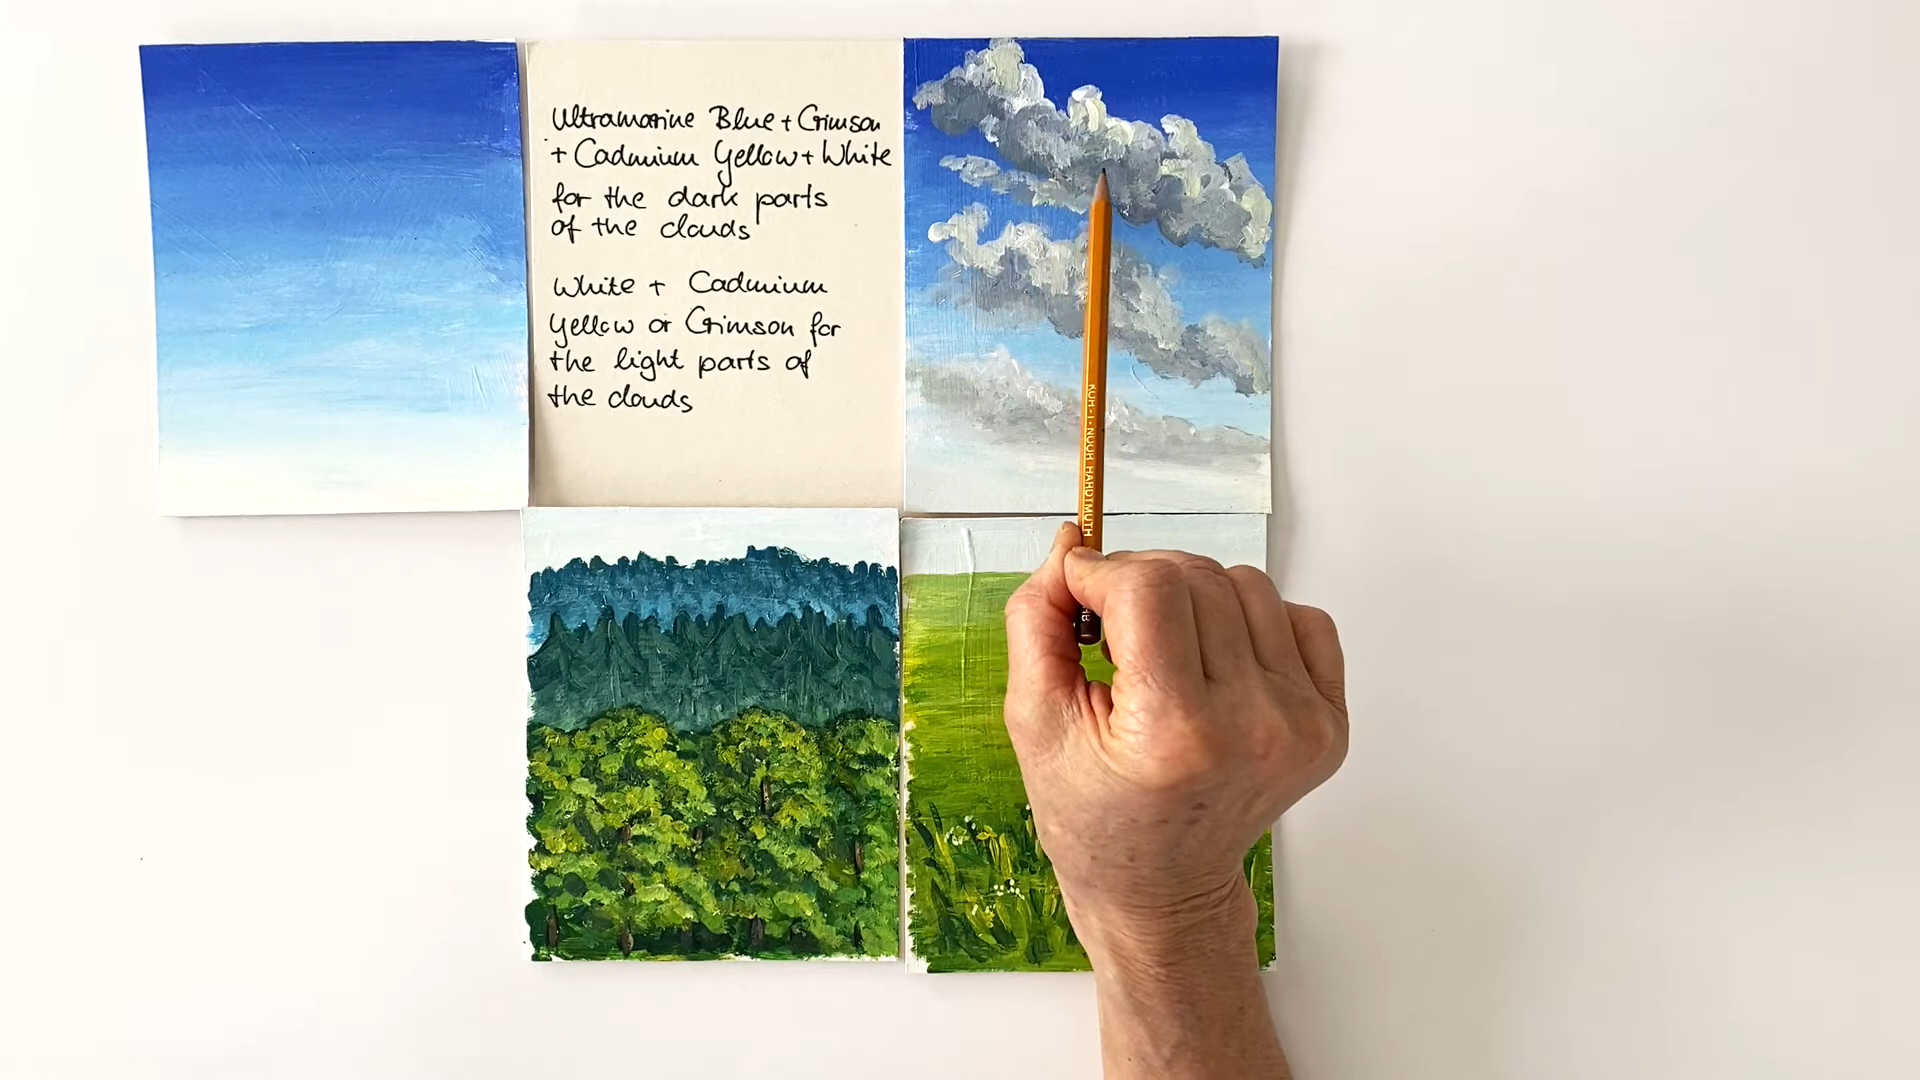 Ultramarine Blue + Crimson
+ Cadmium Yellow + White
for the dark parts
of the clouds
White + Cadmium
Yellow or Crimson for
the light parts of
the clouds
KOH-I-NOOR HARDTMUTH
HB